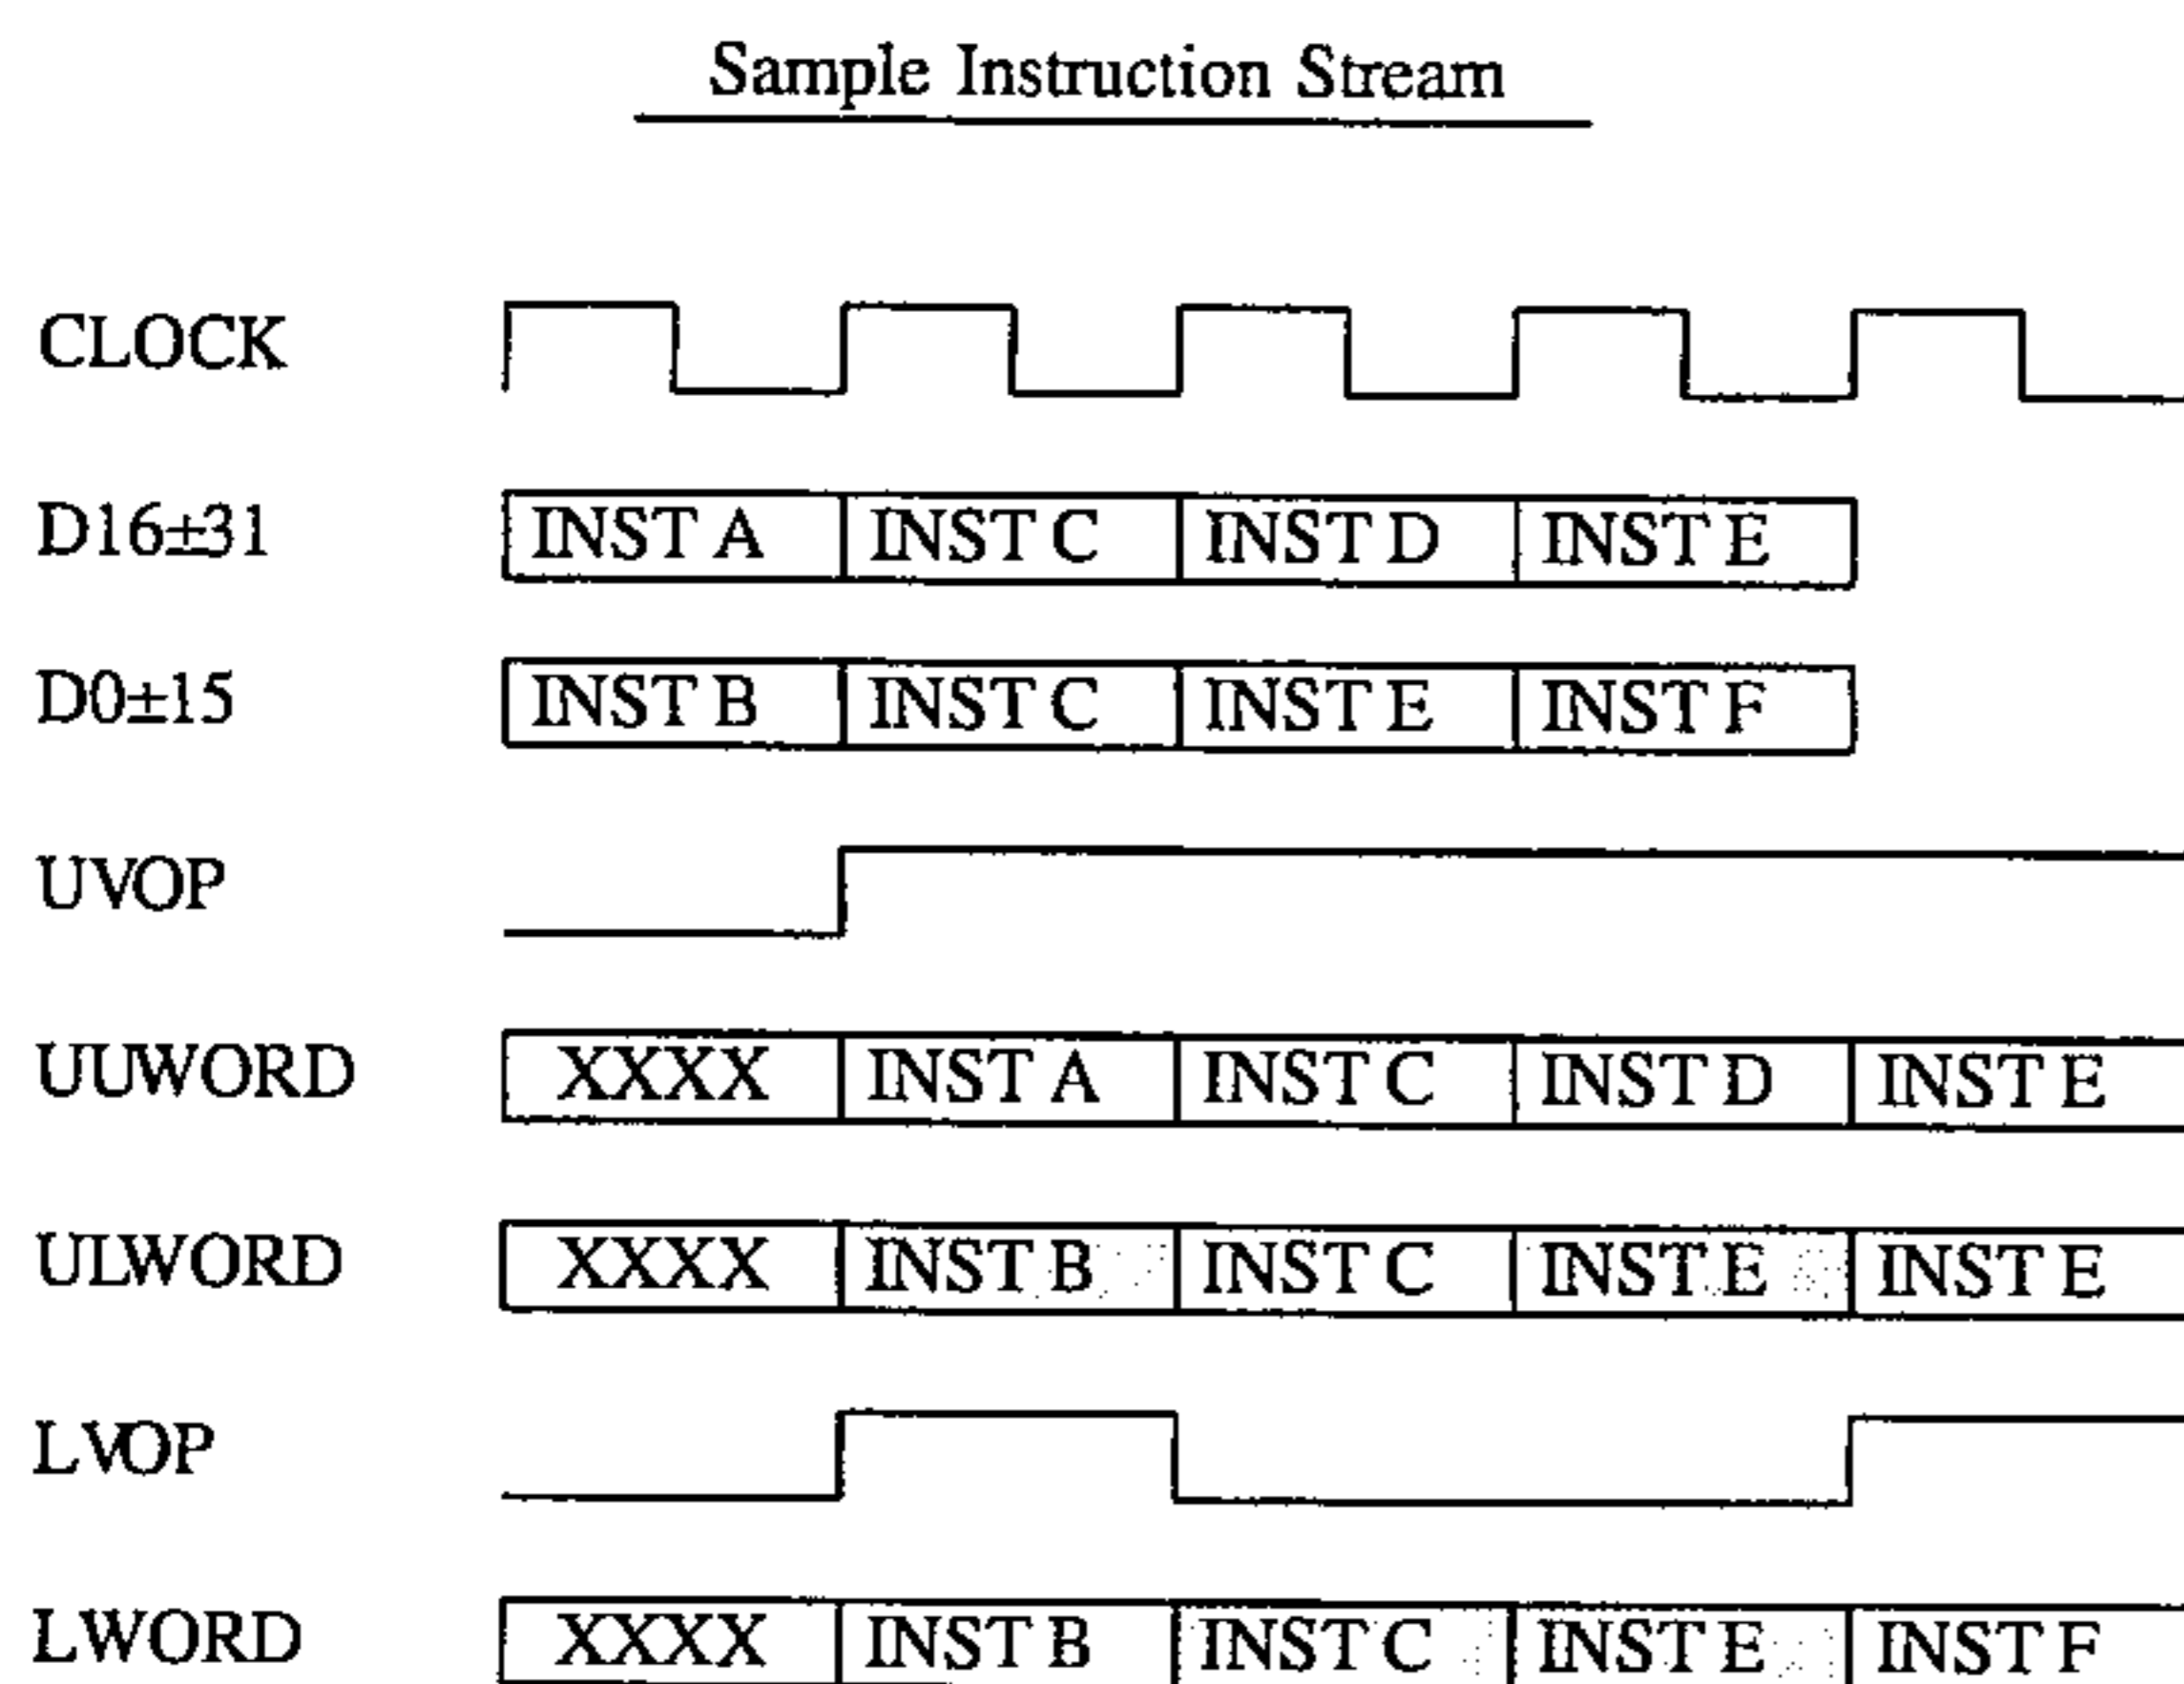 Sample Instruction Stream
CLOCK
D16±31 INST A INST C INST D INST E
D0±15 INST B INST C INST E INST F
UVOP
UUWORD XXXX INST A INST C INST D INST E
ULWORD XXXX INST B INST C INST E INST E
LVOP
LWORD XXXX INST B INST C INST E INST F